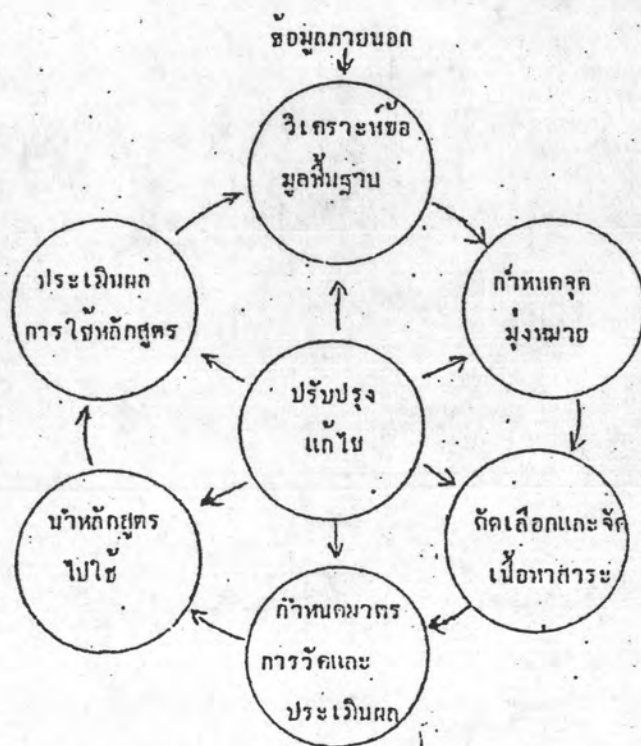 ข้อมูลภายนอก
วิเคราะห์ข้อ
มูลพื้นฐาน
กำหนดจุด
มุ่งหมาย
คัดเลือกและจัด
เนื้อหาสาระ
กำหนดมาตร
การวัดและ
ประเมินผล
นำหลักสูตร
ไปใช้
ประเมินผล
การใช้หลักสูตร
ปรับปรุง
แก้ไข